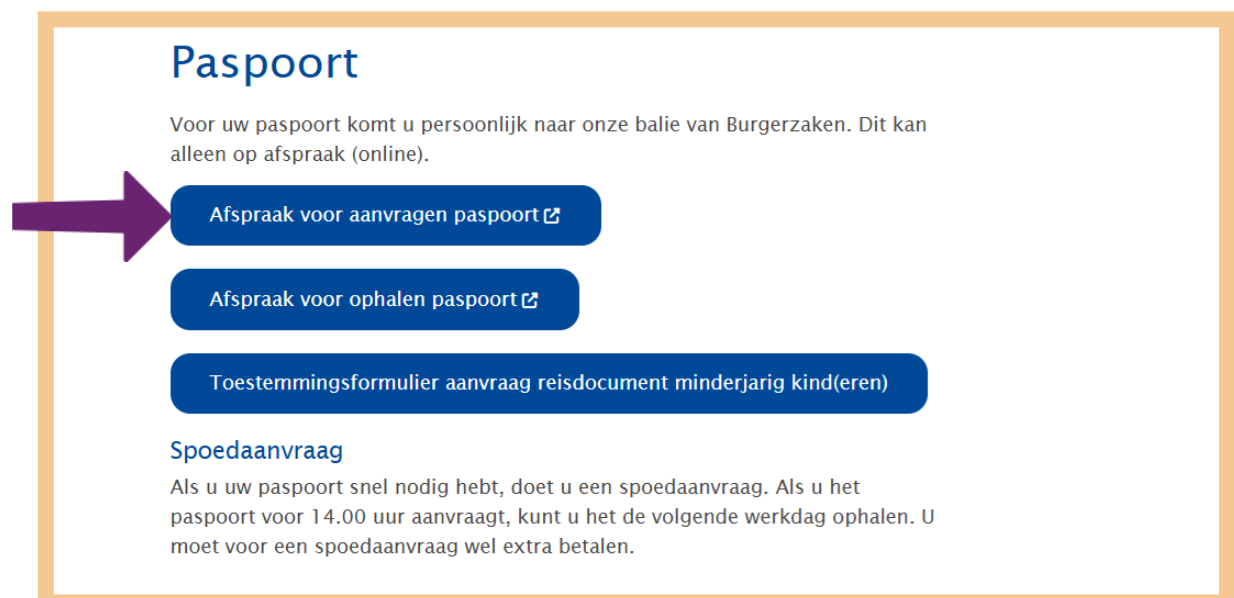 Paspoort
Voor uw paspoort komt u persoonlijk naar onze balie van Burgerzaken. Dit kan
alleen op afspraak (online).
Afspraak voor aanvragen paspoort
Afspraak voor ophalen paspoort
Toestemmingsformulier aanvraag reisdocument minderjarig kind(eren)
Spoedaanvraag
Als u uw paspoort snel nodig hebt, doet u een spoedaanvraag. Als u het
paspoort voor 14.00 uur aanvraagt, kunt u het de volgende werkdag ophalen. U
moet voor een spoedaanvraag wel extra betalen.